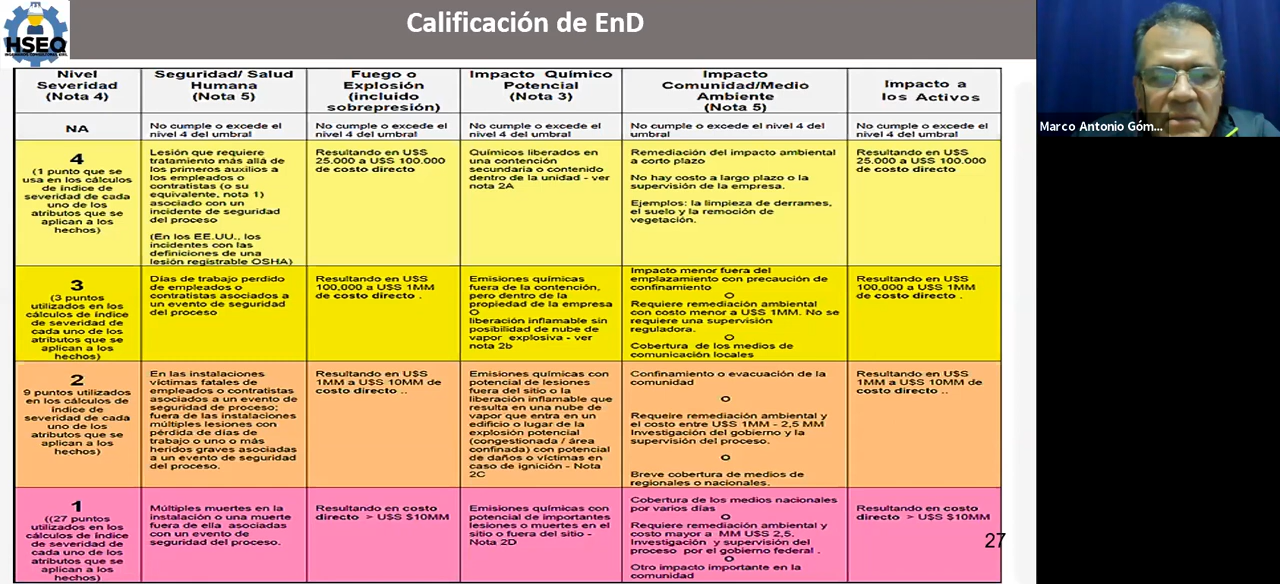 Calificación de EnD
HSEQ
Marco Antonio Góm...
Nivel
Severidad
(Nota 4)
Seguridad/ Salud
Humana
(Nota 5)
Fuego o
Explosión
(incluido
sobrepresión)
Impacto Químico
Potencial
(Nota 3)
Impacto
Comunidad/Medio
Ambiente
(Nota 5)
Impacto a
los Activos
NA
No cumple o excede el
nivel 4 del umbral
No cumple o excede el
nivel 4 del umbral
No cumple o excede el
nivel 4 del umbral
No cumple o excede el nivel 4 del
umbral
No cumple o excede el
nivel 4 del umbral
4
(1 punto que se
usa en los cálculos
de índice de
severidad de cada
uno de los
atributos que se
aplican a los
hechos)
Lesión que requiere
tratamiento más allá de
los primeros auxilios a
los empleados o
contratistas (o su
equivalente, nota 1)
asociado con un
incidente de seguridad
del proceso
(En los EE.UU., los
incidentes con las
definiciones de una
lesión registrable OSHA)
Resultando en U$S
25.000 a U$S 100.000
de costo directo
Químicos liberados en
una contención
secundaria o contenido
dentro de la unidad - ver
nota 2A
Remediación del impacto ambiental
a corto plazo
No hay costo a largo plazo o la
supervisión de la empresa.
Ejemplos: la limpieza de derrames,
el suelo y la remoción de
vegetación.
Resultando en U$S
25.000 a U$S 100.000
de costo directo
3
(3 puntos
utilizados en los
cálculos de índice
de severidad de
cada uno de los
atributos que se
aplican a los
hechos)
Días de trabajo perdido
de empleados o
contratistas asociados a
un evento de seguridad
del proceso
Resultando en U$S
100,000 a U$S 1MM
de costo directo .
Emisiones químicas
fuera de la contención,
pero dentro de la
propiedad de la empresa
O
liberación inflamable sin
posibilidad de nube de
vapor explosiva - ver
nota 2b
Impacto menor fuera del
emplazamiento con precaución de
confinamiento
O
Requiere remediación ambiental
con costo menor a U$S 1MM. No se
requiere una supervisión
reguladora.
O
Cobertura de los medios de
comunicación locales
Resultando en U$S
100,000 a U$S 1MM
de costo directo .
2
9 puntos utilizados
en los cálculos de
índice de
severidad de cada
uno de los
atributos que se
aplican a los
hechos)
En las instalaciones
víctimas fatales de
empleados o contratistas
asociados a un evento de
seguridad de proceso;
fuera de las instalaciones
múltiples lesiones con
pérdida de días de
trabajo o uno o más
heridos graves asociadas
a un evento de seguridad
del proceso.
Resultando en U$S
1MM a U$S 10MM de
costo directo ..
Emisiones químicas con
potencial de lesiones
fuera del sitio o la
liberación inflamable que
resulta en una nube de
vapor que entra en un
edificio o lugar de la
explosión potencial
(congestionada / área
confinada) con potencial
de daños o víctimas en
caso de ignición - Nota
2C
Confinamiento o evacuación de la
comunidad
O
Requeire remediación ambiental y
el costo entre U$S 1MM - 2,5 MM
Investigación del gobierno y la
supervisión del proceso.
O
Breve cobertura de medios de
regionales o nacionales.
Resultando en U$S
1MM a U$S 10MM de
costo directo ..
1
((27 puntos
utilizados en los
cálculos de índice
de severidad de
cada uno de los
atributos que se
aplican a los
hechos)
Múltiples muertes en la
instalación o una muerte
fuera de ella asociadas
con un evento de
seguridad del proceso.
Resultando en costo
directo > U$S $10MM
Emisiones químicas con
potencial de importantes
lesiones o muertes en el
sitio o fuera del sitio -
Nota 2D
Cobertura de los medios nacionales
por varios días
O
Requiere remediación ambiental y
costo mayor a MM U$S 2,5.
Investigación y supervisión del
proceso por el gobierno federal .
O
Otro impacto importante en la
comunidad
Resultando en costo
directo > U$S $10MM
27